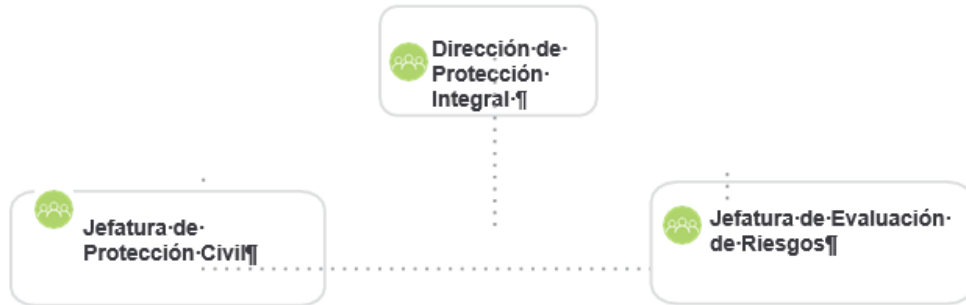 Dirección·de·
Protección·
Integral·¶
Jefatura·de·
Protección·Civil¶
Jefatura·de·Evaluación·
de·Riesgos¶